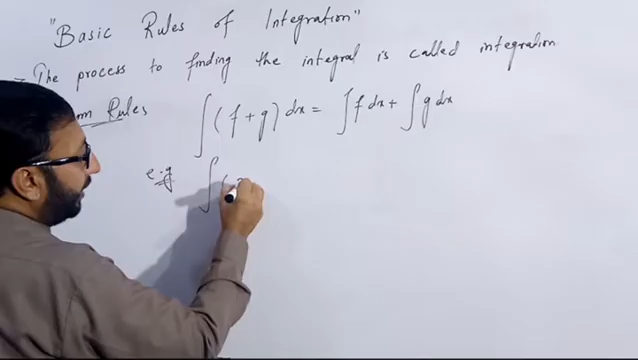 "Basic Rules of Integration"
→ The process to finding the integral is called integration
Rules ∫(f+g)dx = ∫f dx + ∫g dx
e.g ∫(